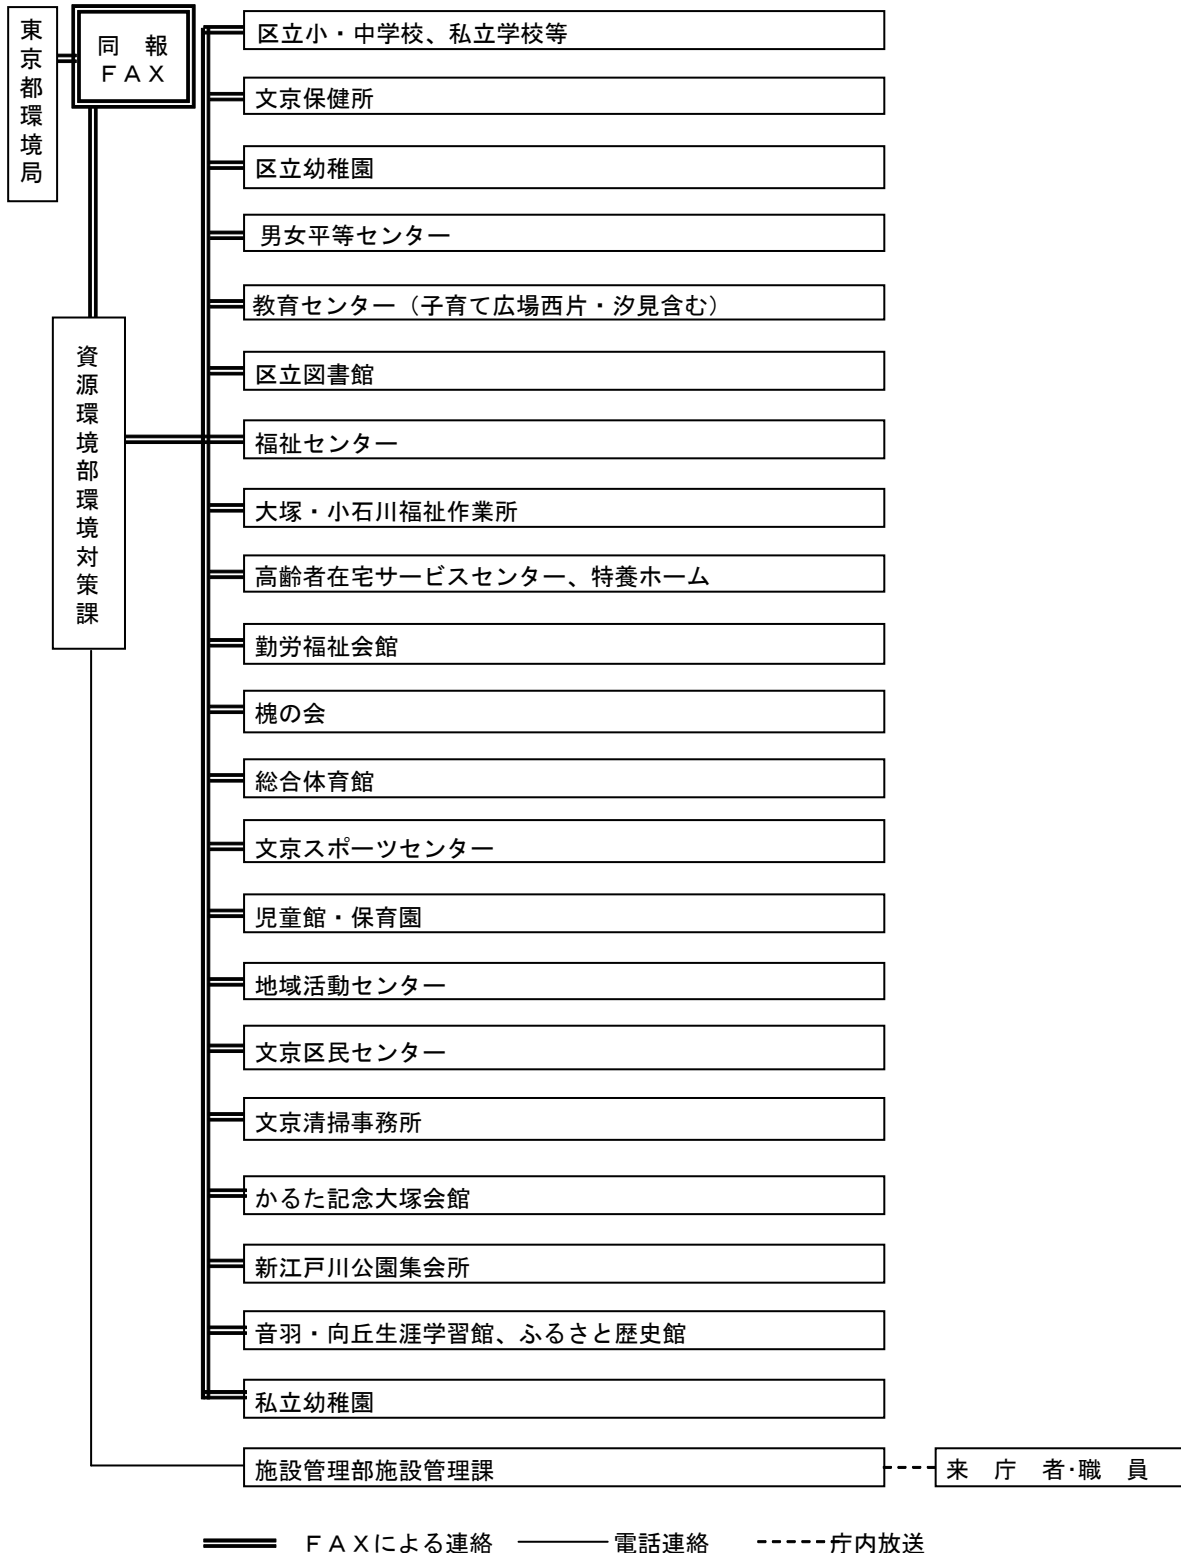 東京都環境局
同 報
ＦＡＸ
区立小・中学校、私立学校等
文京保健所
区立幼稚園
男女平等センター
教育センター（子育て広場西片・汐見含む）
区立図書館
資源環境部環境対策課
福祉センター
大塚・小石川福祉作業所
高齢者在宅サービスセンター、特養ホーム
勤労福祉会館
槐の会
総合体育館
文京スポーツセンター
児童館・保育園
地域活動センター
文京区民センター
文京清掃事務所
かるた記念大塚会館
新江戸川公園集会所
音羽・向丘生涯学習館、ふるさと歴史館
私立幼稚園
施設管理部施設管理課
来 庁 者・職 員
ＦＡＸによる連絡 電話連絡 庁内放送